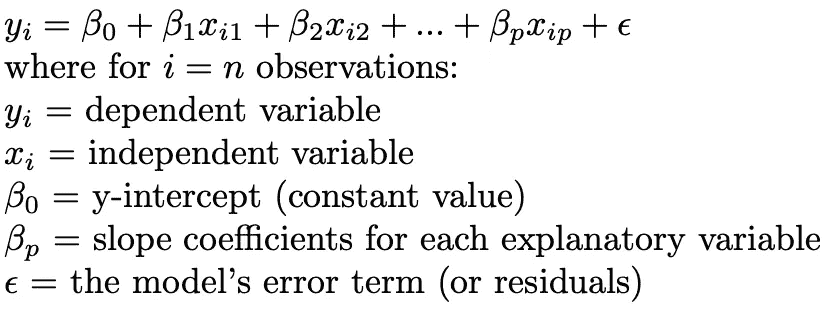 yᵢ = β₀ + β₁xᵢ₁ + β₂xᵢ₂ + ... + βₚxᵢₚ + ϵ
where for i = n observations:
yᵢ = dependent variable
xᵢ = independent variable
β₀ = y-intercept (constant value)
βₚ = slope coefficients for each explanatory variable
ϵ = the model's error term (or residuals)